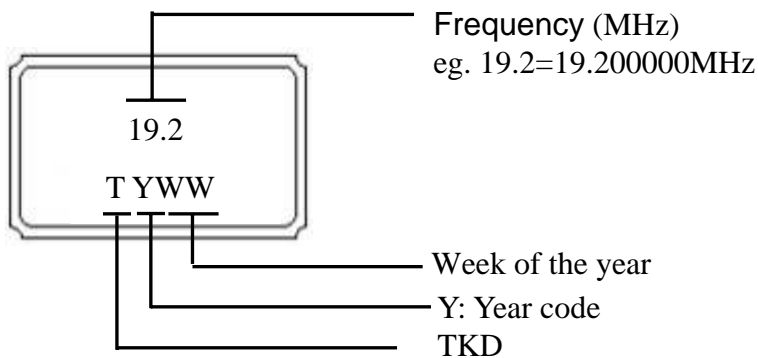 Frequency (MHz)
eg. 19.2=19.200000MHz
19.2
T YWW
Week of the year
Y: Year code
TKD